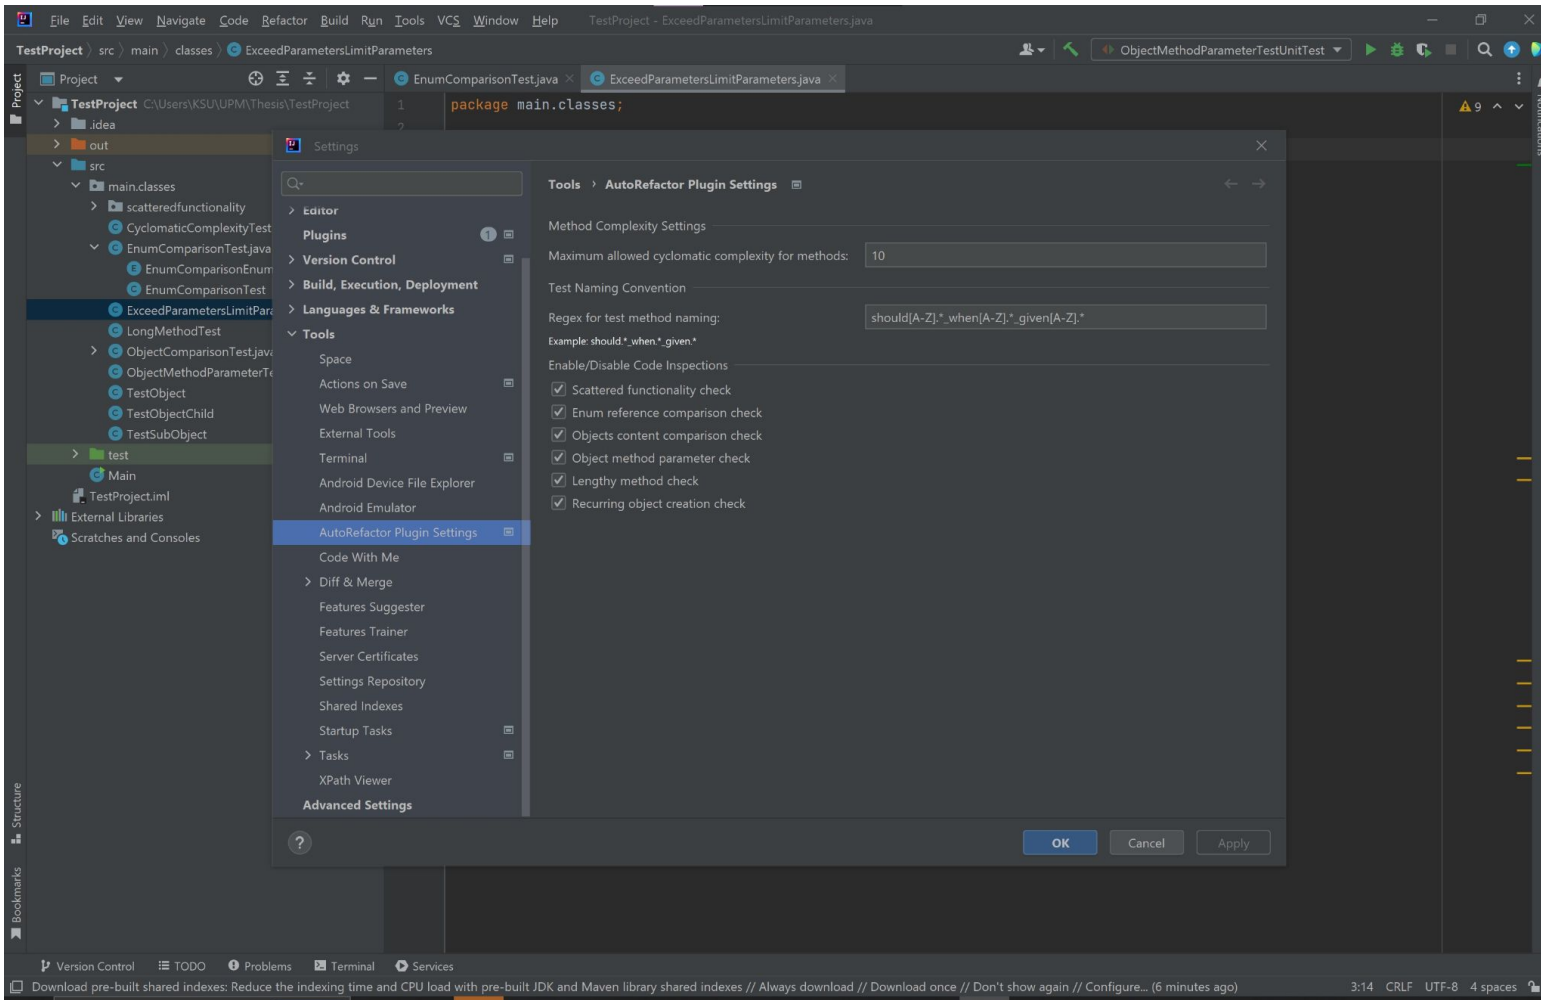 File Edit View Navigate Code Refactor Build Run Tools VCS Window Help TestProject - ExceedParametersLimitParameters.java
TestProject src main classes ExceedParametersLimitParameters ObjectMethodParameterTestUnitTest
Project Project EnumComparisonTest.java ExceedParametersLimitParameters.java
TestProject C:\Users\KSU\UPM\Thesis\TestProject
.idea
out
src
main.classes
scatteredfunctionality
CyclomaticComplexityTest
EnumComparisonTest.java
EnumComparisonEnum
EnumComparisonTest
ExceedParametersLimitPara
LongMethodTest
ObjectComparisonTest.java
ObjectMethodParameterTe
TestObject
TestObjectChild
TestSubObject
test
Main
TestProject.iml
External Libraries
Scratches and Consoles
1 package main.classes;
2
9
Settings
Editor
Plugins 1
Version Control
Build, Execution, Deployment
Languages & Frameworks
Tools
Space
Actions on Save
Web Browsers and Preview
External Tools
Terminal
Android Device File Explorer
Android Emulator
AutoRefactor Plugin Settings
Code With Me
Diff & Merge
Features Suggester
Features Trainer
Server Certificates
Settings Repository
Shared Indexes
Startup Tasks
Tasks
XPath Viewer
Advanced Settings
Tools › AutoRefactor Plugin Settings
Method Complexity Settings
Maximum allowed cyclomatic complexity for methods: 10
Test Naming Convention
Regex for test method naming: should[A-Z].*_when[A-Z].*_given[A-Z].*
Example: should.*_when.*_given.*
Enable/Disable Code Inspections
Scattered functionality check
Enum reference comparison check
Objects content comparison check
Object method parameter check
Lengthy method check
Recurring object creation check
? OK Cancel Apply
Structure
Bookmarks
Version Control TODO Problems Terminal Services
Download pre-built shared indexes: Reduce the indexing time and CPU load with pre-built JDK and Maven library shared indexes // Always download // Download once // Don't show again // Configure... (6 minutes ago) 3:14 CRLF UTF-8 4 spaces